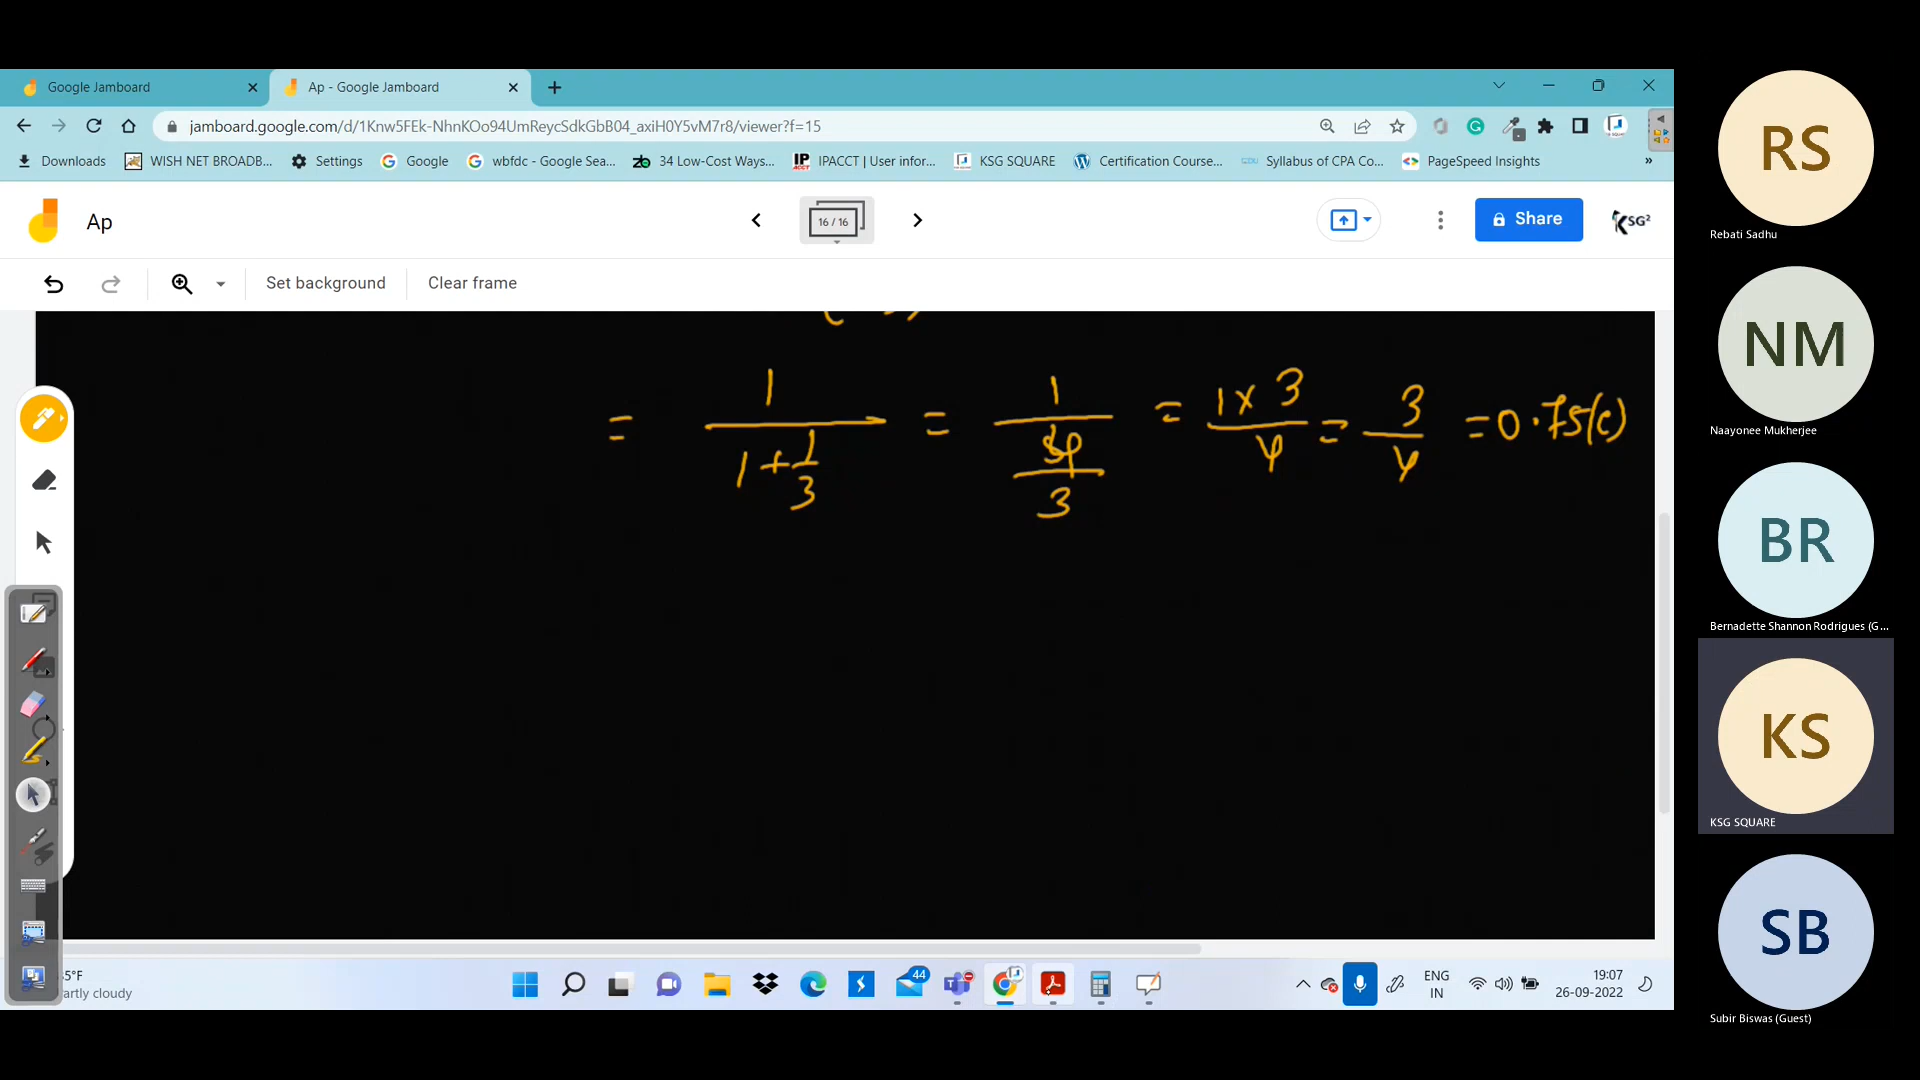 Google Jamboard
Ap - Google Jamboard
jamboard.google.com/d/1Knw5FEk-NhnKOo94UmReycSdkGbB04_axiH0Y5vM7r8/viewer?f=15
Downloads WISH NET BROADB... Settings Google wbfdc - Google Sea... 34 Low-Cost Ways... IPACCT | User infor... KSG SQUARE Certification Course... Syllabus of CPA Co... PageSpeed Insights »
Ap
16 / 16
Share
KSG²
Set background
Clear frame
= 1/(1+1/3) = 1/(4/3) = 1×3/4 = 3/4 = 0.75(c)
RS
Rebati Sadhu
NM
Naayonee Mukherjee
BR
Bernadette Shannon Rodrigues (G...
KS
KSG SQUARE
SB
Subir Biswas (Guest)
5°F
artly cloudy
44
ENG
IN
19:07
26-09-2022